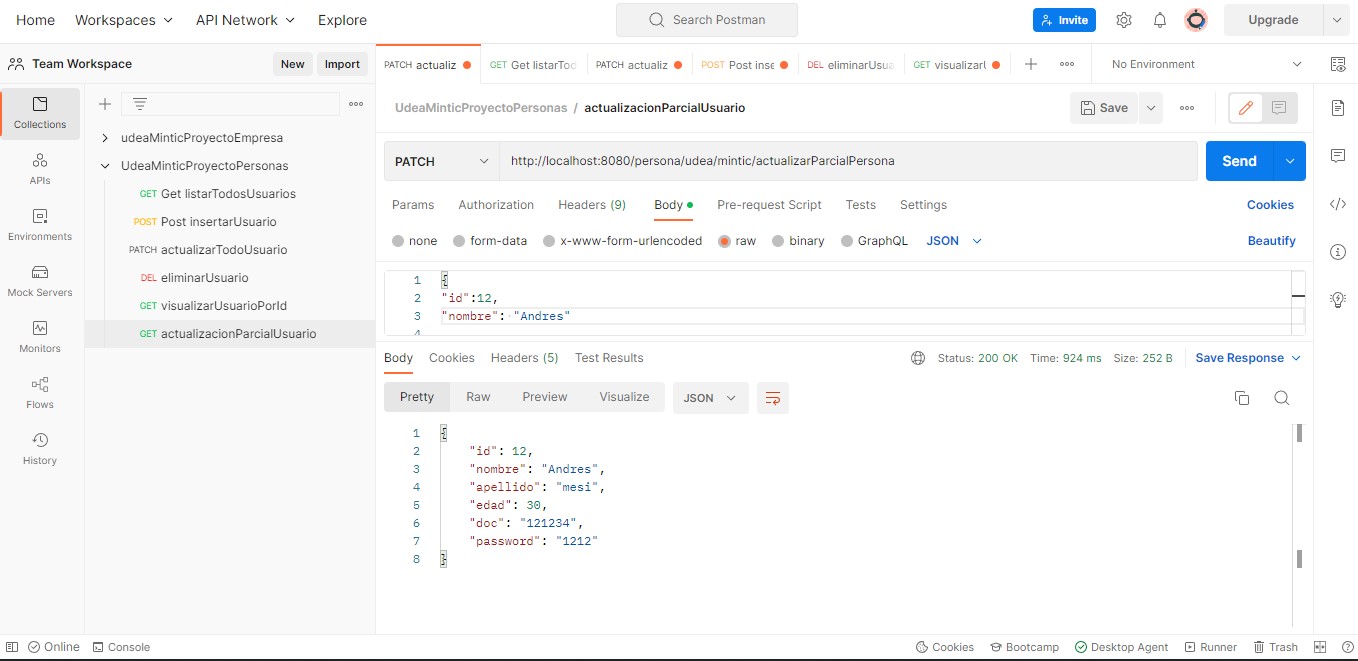 Home Workspaces API Network Explore Search Postman Invite Upgrade
Team Workspace New Import
PATCH actualiz GET Get listarTod PATCH actualiz POST Post inse DEL eliminarUsua GET visualizarU No Environment
Collections
APIs
Environments
Mock Servers
Monitors
Flows
History
udeaMinticProyectoEmpresa
UdeaMinticProyectoPersonas
GET Get listarTodosUsuarios
POST Post insertarUsuario
PATCH actualizarTodoUsuario
DEL eliminarUsuario
GET visualizarUsuarioPorId
GET actualizacionParcialUsuario
UdeaMinticProyectoPersonas / actualizacionParcialUsuario Save
PATCH http://localhost:8080/persona/udea/mintic/actualizarParcialPersona Send
Params Authorization Headers (9) Body Pre-request Script Tests Settings Cookies
none form-data x-www-form-urlencoded raw binary GraphQL JSON Beautify
1 {
2 "id":12,
3 "nombre": "Andres"
4
Body Cookies Headers (5) Test Results Status: 200 OK Time: 924 ms Size: 252 B Save Response
Pretty Raw Preview Visualize JSON
1 {
2 "id": 12,
3 "nombre": "Andres",
4 "apellido": "mesi",
5 "edad": 30,
6 "doc": "121234",
7 "password": "1212"
8 }
Online Console Cookies Bootcamp Desktop Agent Runner Trash